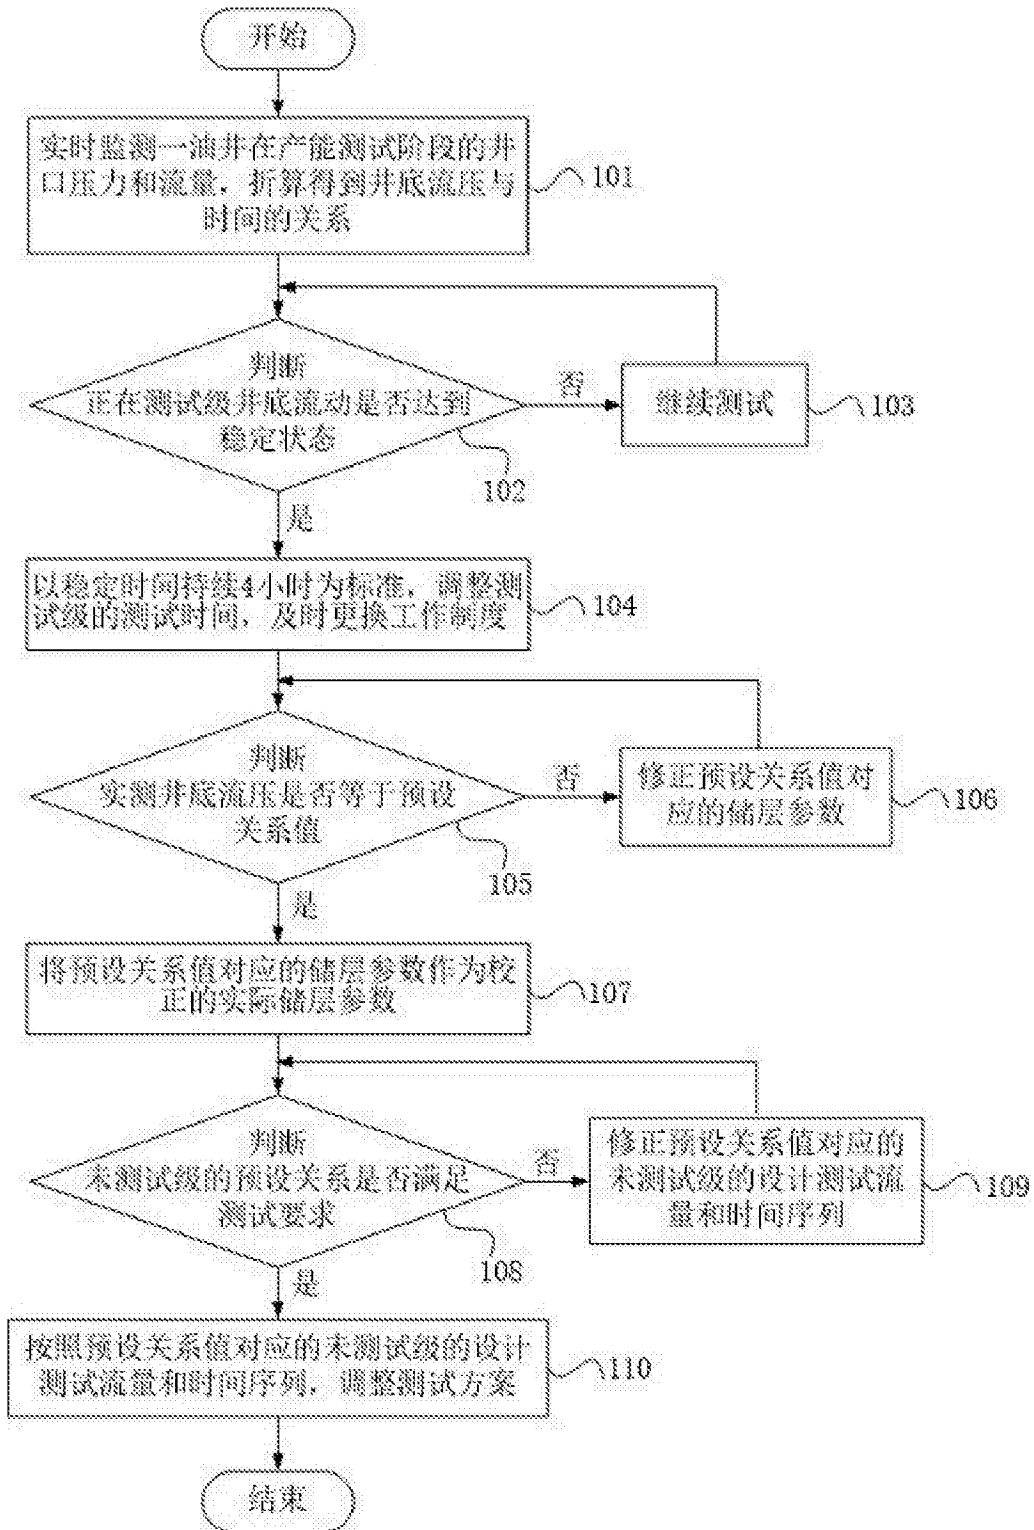 开始
实时监测一油井在产能测试阶段的井
口压力和流量，折算得到井底流压与
时间的关系
101
判断
正在测试级井底流动是否达到
稳定状态
否
继续测试
103
102
是
以稳定时间持续4小时为标准，调整测
试级的测试时间，及时更换工作制度
104
判断
实测井底流压是否等于预设
关系值
否
修正预设关系值对
应的储层参数
106
105
是
将预设关系值对应的储层参数作为校
正的实际储层参数
107
判断
未测试级的预设关系是否满足
测试要求
否
修正预设关系值对应的
未测试级的设计测试流
量和时间序列
109
108
是
按照预设关系值对应的未测试级的设计
测试流量和时间序列，调整测试方案
110
结束